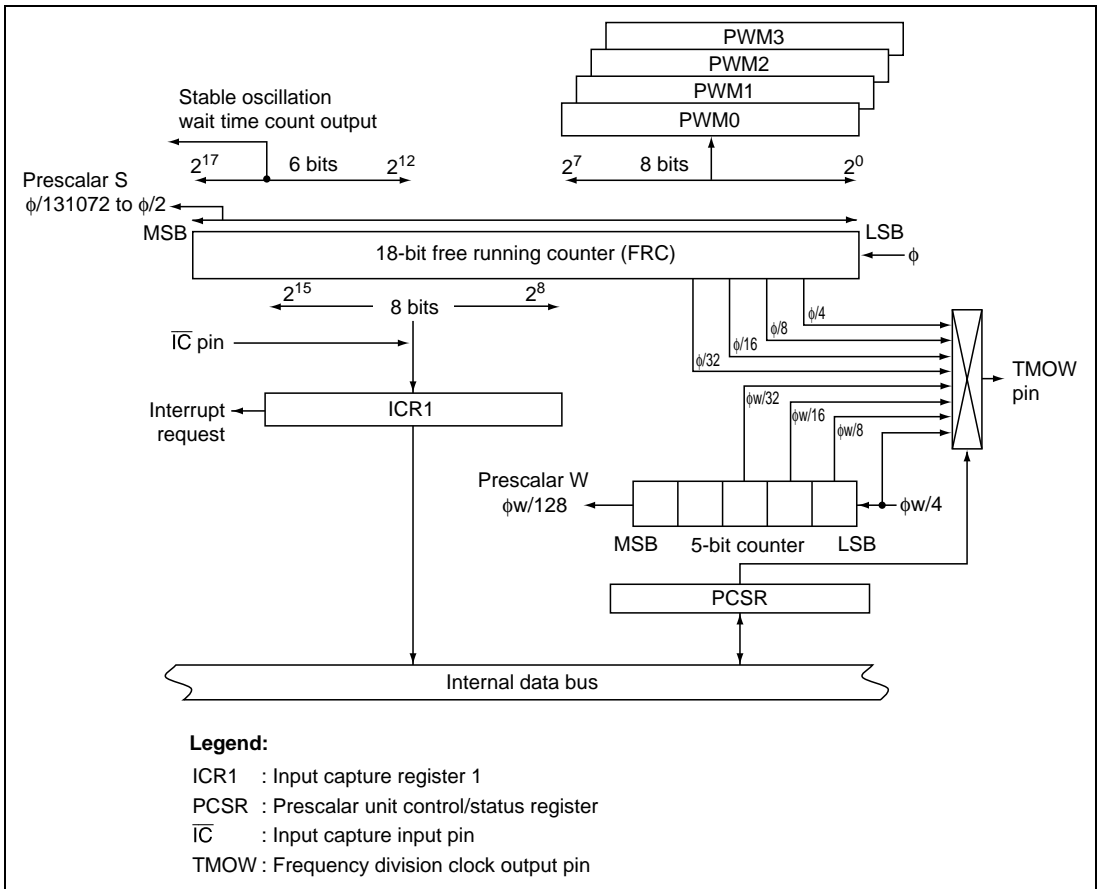 PWM3
PWM2
PWM1
PWM0
Stable oscillation
wait time count output
2^17 6 bits 2^12
2^7 8 bits 2^0
Prescalar S
ϕ/131072 to ϕ/2
MSB
LSB
18-bit free running counter (FRC)
ϕ
2^15 8 bits 2^8
ϕ/4
ϕ/8
ϕ/16
ϕ/32
I̅C̅ pin
TMOW
pin
ICR1
Interrupt
request
ϕw/32
ϕw/16
ϕw/8
Prescalar W
ϕw/128
ϕw/4
MSB 5-bit counter LSB
PCSR
Internal data bus
Legend:
ICR1 : Input capture register 1
PCSR : Prescalar unit control/status register
I̅C̅ : Input capture input pin
TMOW : Frequency division clock output pin